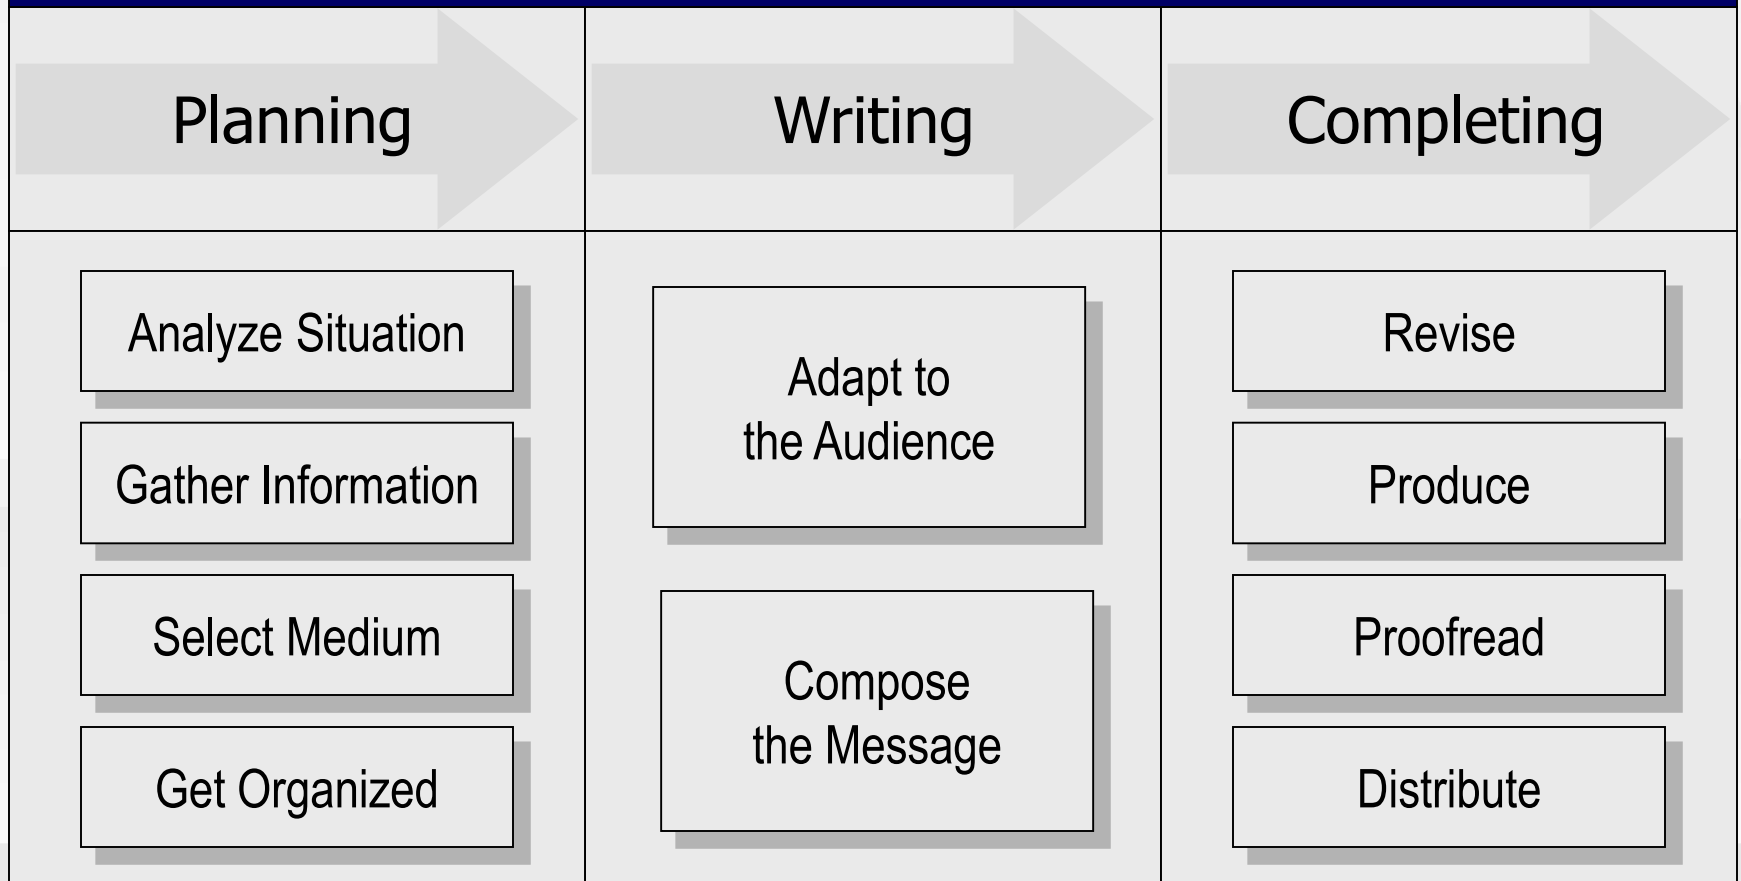 Planning
Writing
Completing
Analyze Situation
Gather Information
Select Medium
Get Organized
Adapt to
the Audience
Compose
the Message
Revise
Produce
Proofread
Distribute